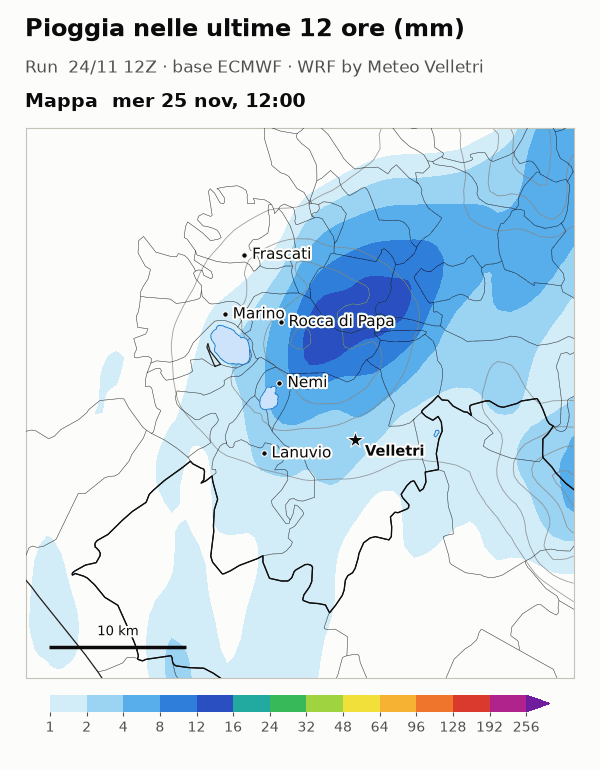 Pioggia nelle ultime 12 ore (mm)
Run 24/11 12Z · base ECMWF · WRF by Meteo Velletri
Mappa mer 25 nov, 12:00
Frascati
Marino
Rocca di Papa
Nemi
Velletri
Lanuvio
10 km
1 2 4 8 12 16 24 32 48 64 96 128 192 256